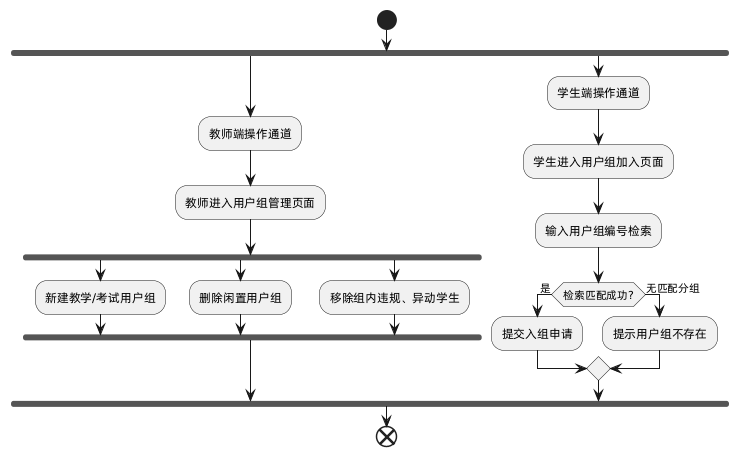 教师端操作通道
教师进入用户组管理页面
新建教学/考试用户组
删除闲置用户组
移除组内违规、异动学生
学生端操作通道
学生进入用户组加入页面
输入用户组编号检索
检索匹配成功?
是
无匹配分组
提交入组申请
提示用户组不存在